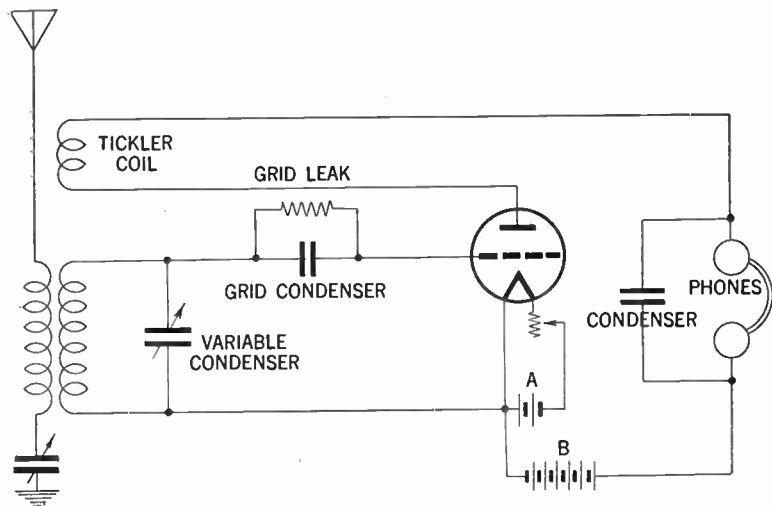 TICKLER
COIL
GRID LEAK
GRID CONDENSER
VARIABLE
CONDENSER
A
B
CONDENSER
PHONES